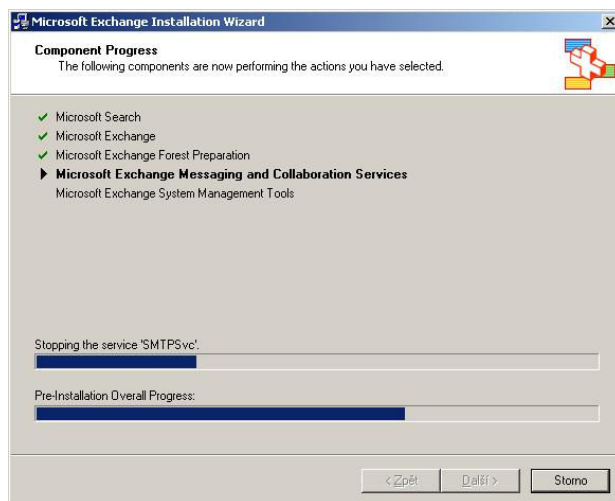 Microsoft Exchange Installation Wizard
Component Progress
The following components are now performing the actions you have selected.
Microsoft Search
Microsoft Exchange
Microsoft Exchange Forest Preparation
Microsoft Exchange Messaging and Collaboration Services
Microsoft Exchange System Management Tools
Stopping the service 'SMTPSvc'.
Pre-Installation Overall Progress:
< Zpět
Další >
Storno